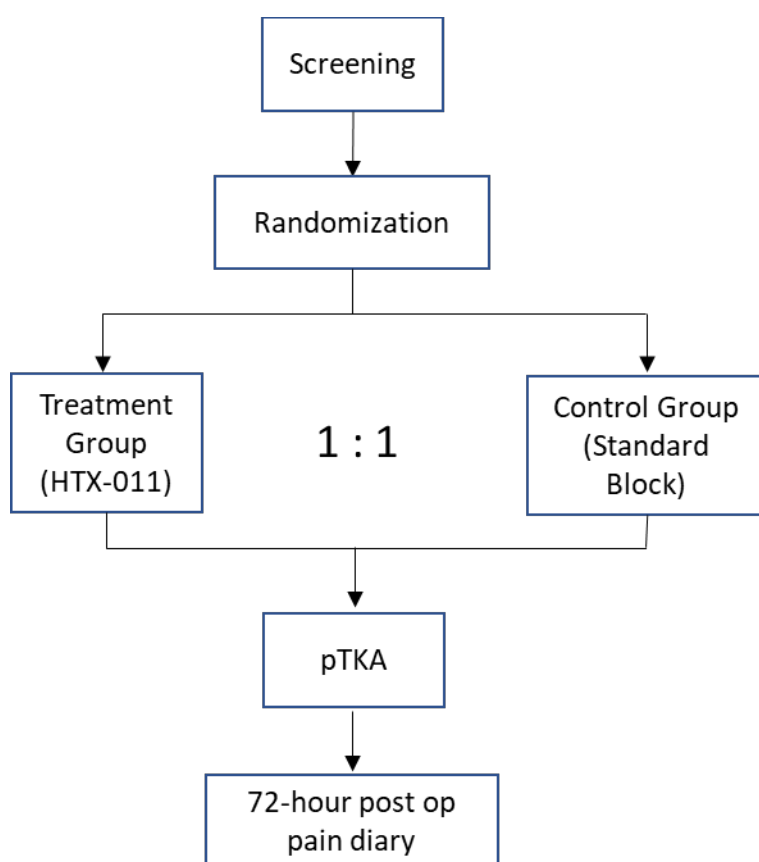 Screening
Randomization
Treatment
Group
(HTX-011)
1 : 1
Control Group
(Standard
Block)
pTKA
72-hour post op
pain diary